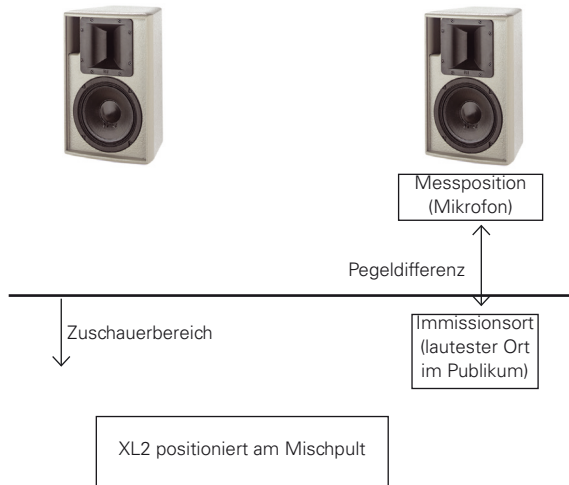 Messposition
(Mikrofon)
Pegeldifferenz
Zuschauerbereich
Immissionsort
(lautester Ort
im Publikum)
XL2 positioniert am Mischpult